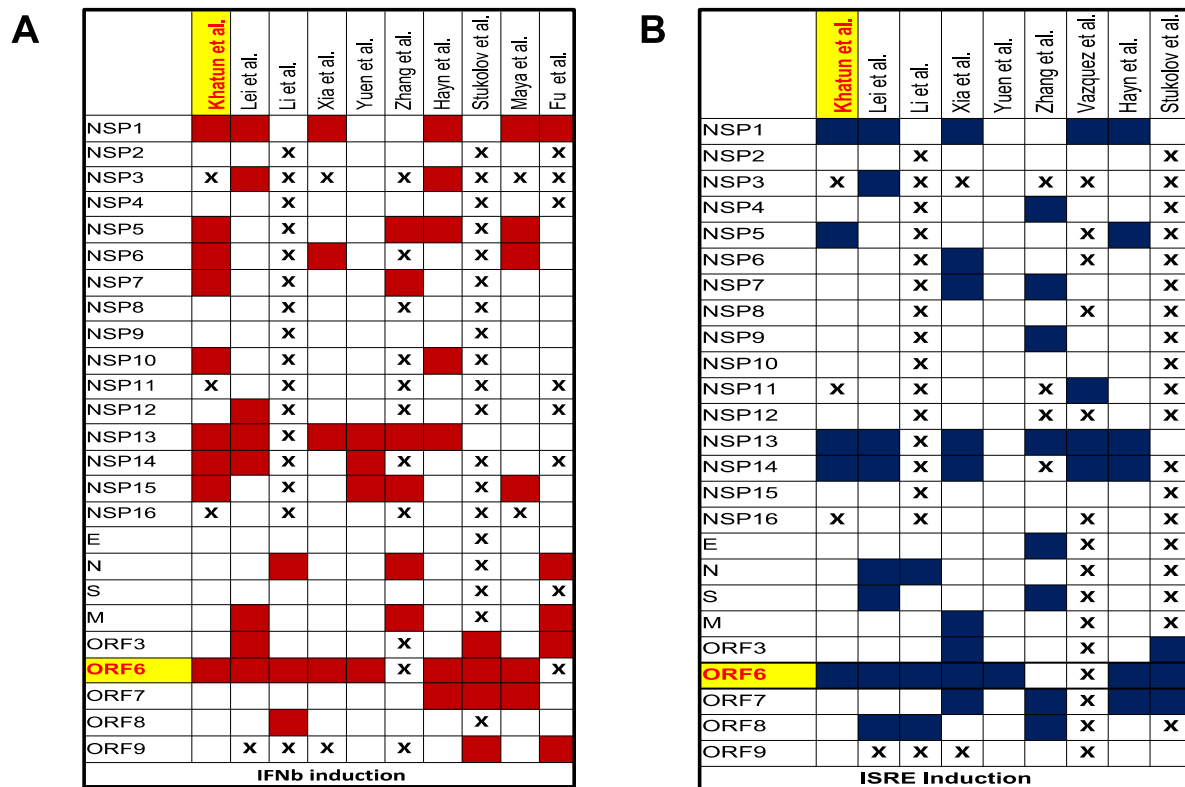 A
Khatun et al.
Lei et al.
Li et al.
Xia et al.
Yuen et al.
Zhang et al.
Hayn et al.
Stukolov et al.
Maya et al.
Fu et al.
NSP1
NSP2 x x x
NSP3 x x x x x x x
NSP4 x x x
NSP5 x x
NSP6 x x x
NSP7 x x
NSP8 x x x
NSP9 x x
NSP10 x x x
NSP11 x x x x x
NSP12 x x x x
NSP13 x
NSP14 x x x x
NSP15 x x
NSP16 x x x x x
E x
N x
S x x
M x
ORF3 x
ORF6 x x
ORF7
ORF8 x
ORF9 x x x x
IFNb induction
B
Khatun et al.
Lei et al.
Li et al.
Xia et al.
Yuen et al.
Zhang et al.
Vazquez et al.
Hayn et al.
Stukolov et al.
NSP1
NSP2 x x
NSP3 x x x x x x
NSP4 x x
NSP5 x x x
NSP6 x x x
NSP7 x x
NSP8 x x x
NSP9 x x
NSP10 x x
NSP11 x x x x
NSP12 x x x x
NSP13 x
NSP14 x x x
NSP15 x x
NSP16 x x x x
E x x
N x x
S x x
M x x
ORF3 x
ORF6 x
ORF7 x
ORF8 x x
ORF9 x x x x
ISRE Induction